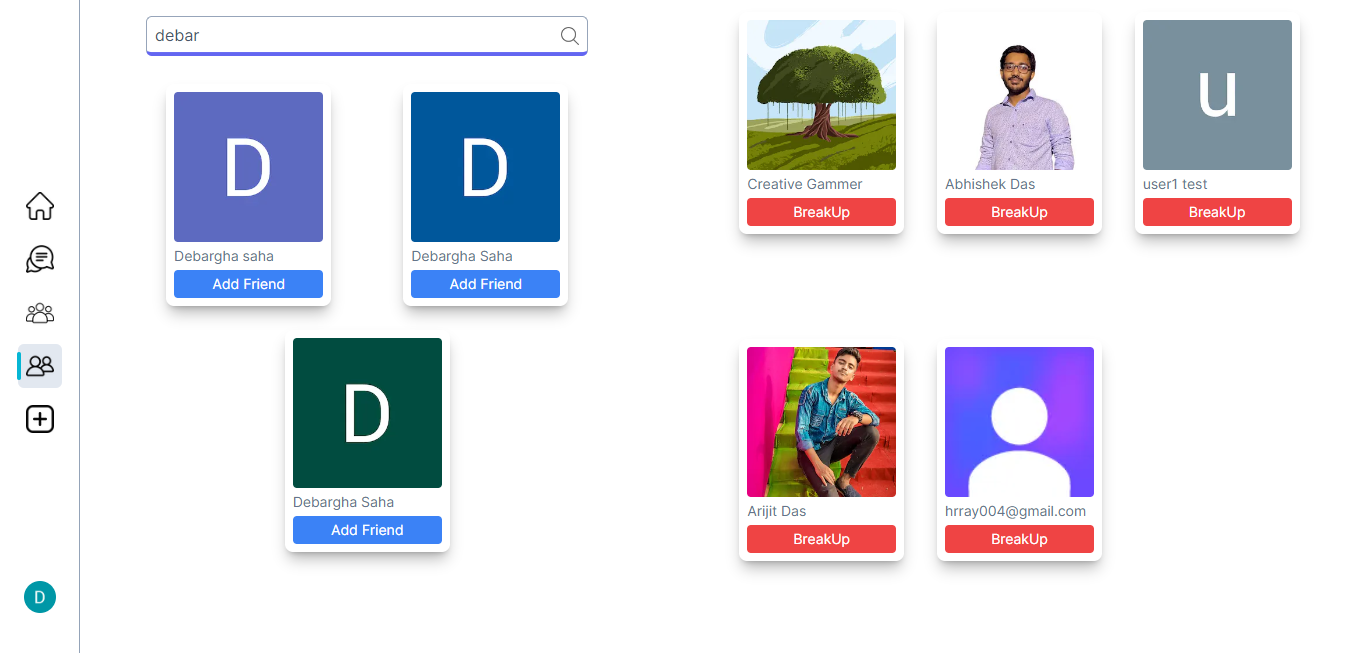 debar
D
Debargha saha
Add Friend
D
Debargha Saha
Add Friend
D
Debargha Saha
Add Friend
Creative Gammer
BreakUp
Abhishek Das
BreakUp
u
user1 test
BreakUp
Arijit Das
BreakUp
hrray004@gmail.com
BreakUp
D